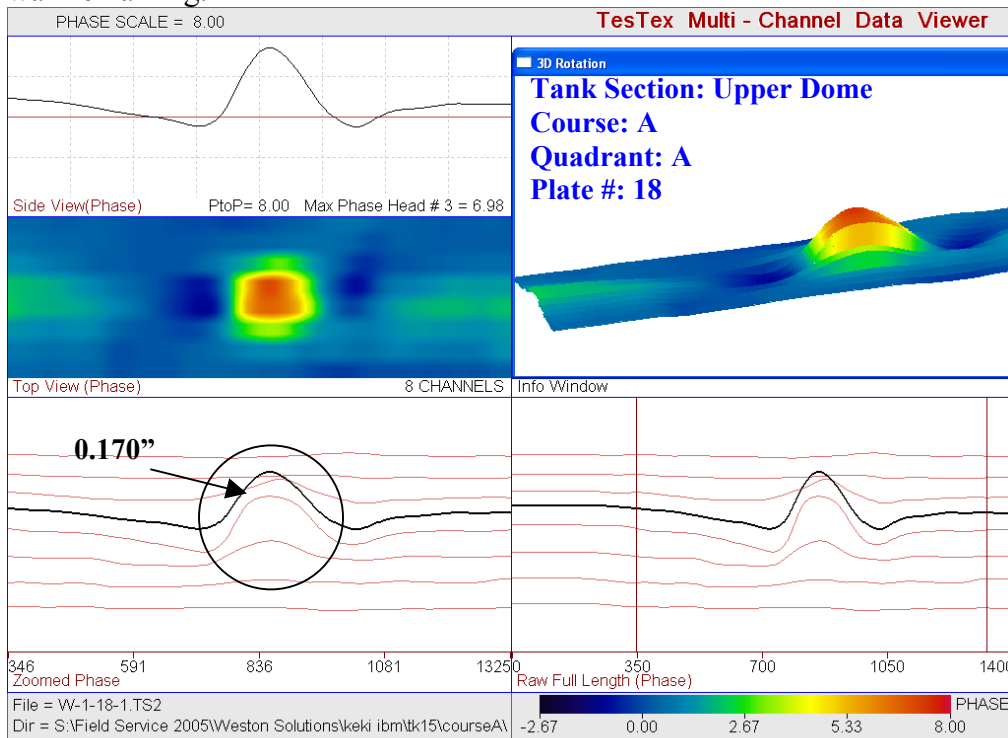 PHASE SCALE = 8.00
TesTex Multi - Channel Data Viewer
3D Rotation
Tank Section: Upper Dome
Course: A
Quadrant: A
Plate #: 18
Side View(Phase) PtoP= 8.00 Max Phase Head # 3 = 6.98
Top View (Phase) 8 CHANNELS
Info Window
0.170”
346 591 836 1081 1325
Zoomed Phase
0 350 700 1050 1400
Raw Full Length (Phase)
File = W-1-18-1.TS2
Dir = S:\Field Service 2005\Weston Solutions\keki ibm\tk15\courseA\
PHASE
-2.67 0.00 2.67 5.33 8.00